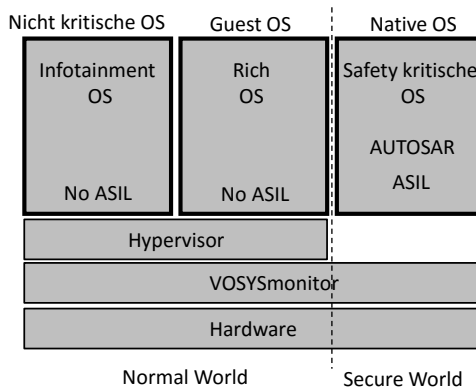 Nicht kritische OS
Guest OS
Native OS
Infotainment
OS
No ASIL
Rich
OS
No ASIL
Safety kritische
OS
AUTOSAR
ASIL
Hypervisor
VOSYSmonitor
Hardware
Normal World
Secure World